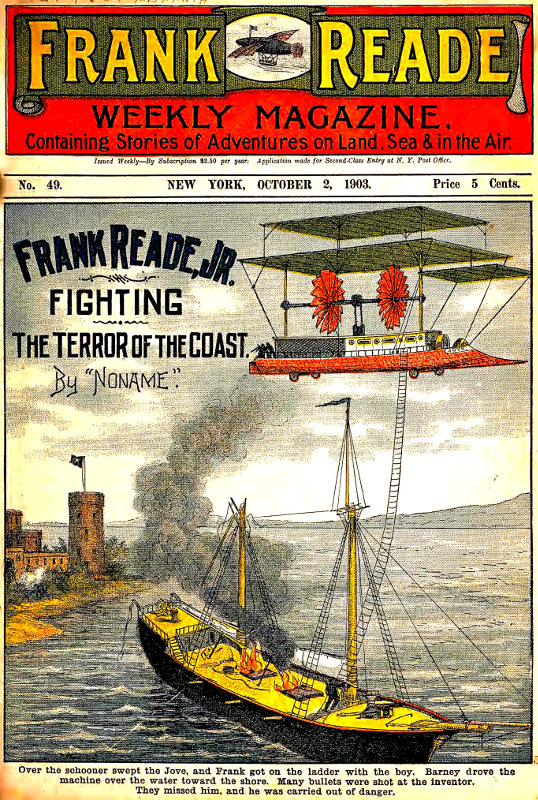 FRANK READE
WEEKLY MAGAZINE.
Containing Stories of Adventures on Land, Sea & in the Air.
Issued Weekly—By Subscription $2.50 per year. Application made for Second-Class Entry at N. Y. Post Office.
No. 49. NEW YORK, OCTOBER 2, 1903. Price 5 Cents.
FRANK READE, JR.
FIGHTING
THE TERROR OF THE COAST.
By "NONAME".
Over the schooner swept the Jove, and Frank got on the ladder with the boy. Barney drove the
machine over the water toward the shore. Many bullets were shot at the inventor.
They missed him, and he was carried out of danger.